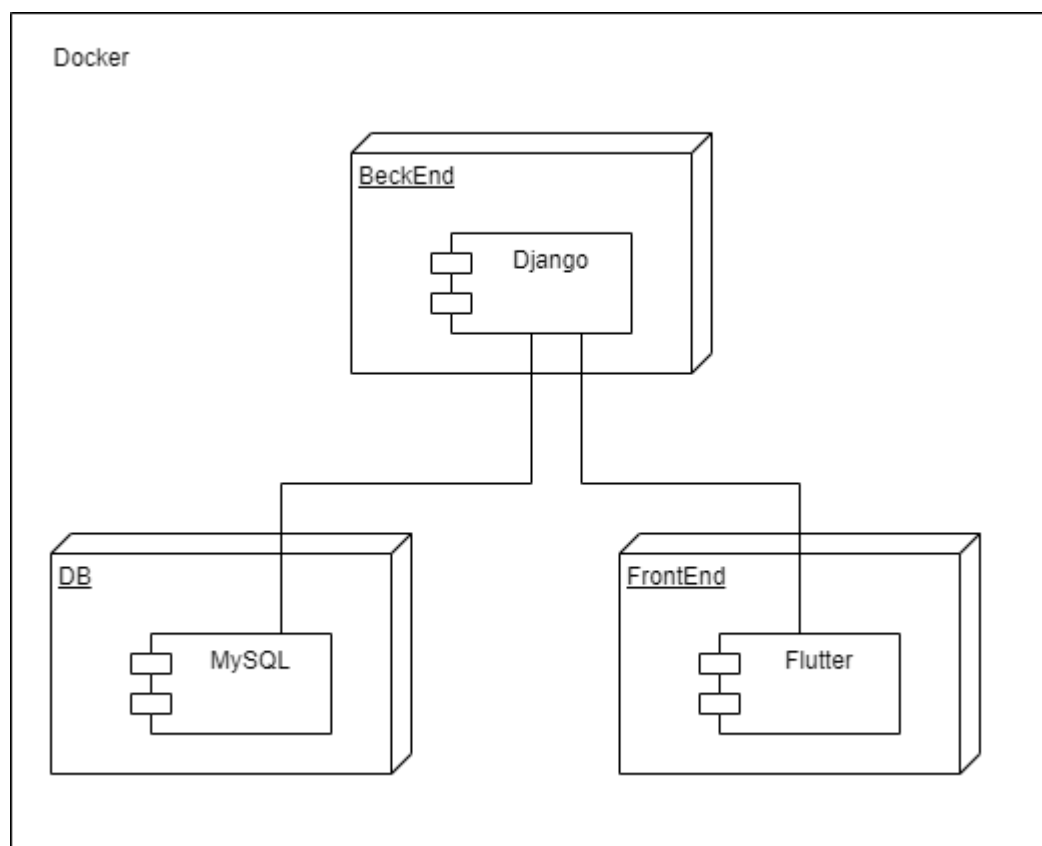 Docker
BeckEnd
Django
DB
MySQL
FrontEnd
Flutter